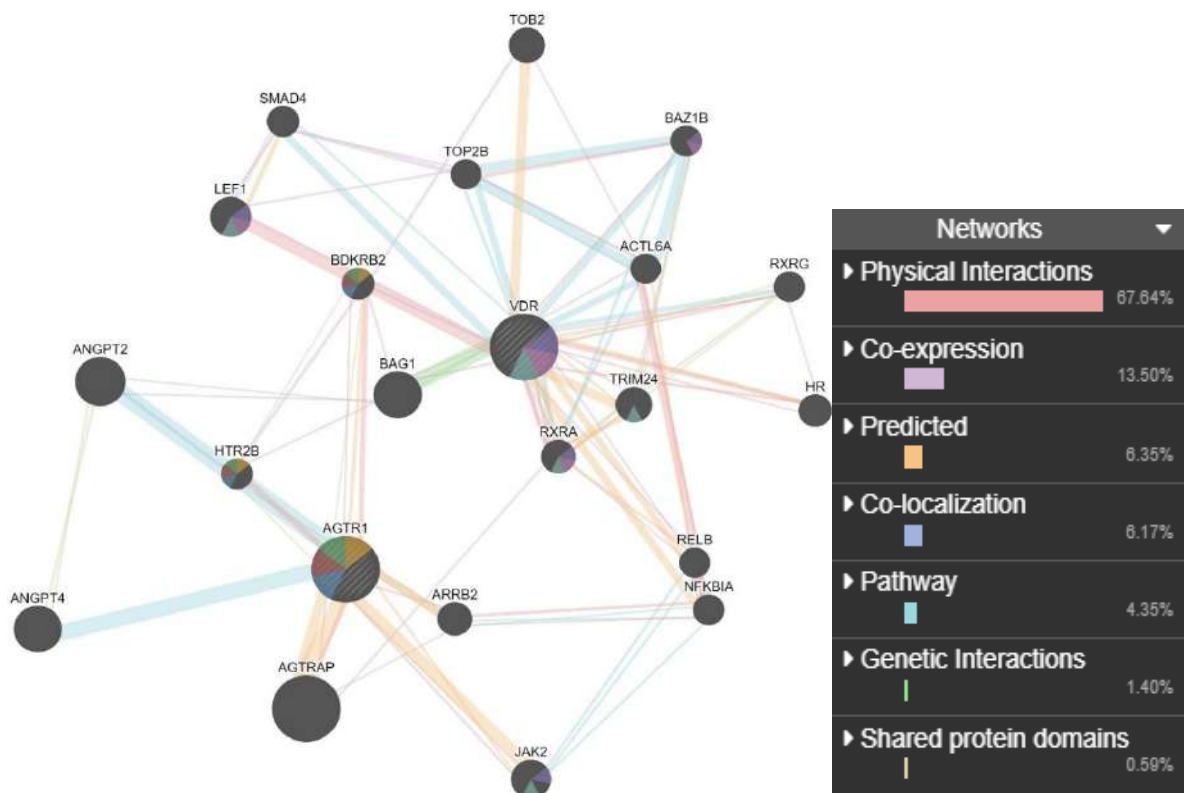 TOB2
SMAD4
BAZ1B
TOP2B
LEF1
ACTL6A
BDKRB2
RXRG
VDR
ANGPT2
BAG1
TRIM24
HR
RXRA
HTR2B
AGTR1
RELB
NFKBIA
ANGPT4
ARRB2
AGTRAP
JAK2
Networks
Physical Interactions
67.64%
Co-expression
13.50%
Predicted
6.35%
Co-localization
6.17%
Pathway
4.35%
Genetic Interactions
1.40%
Shared protein domains
0.59%